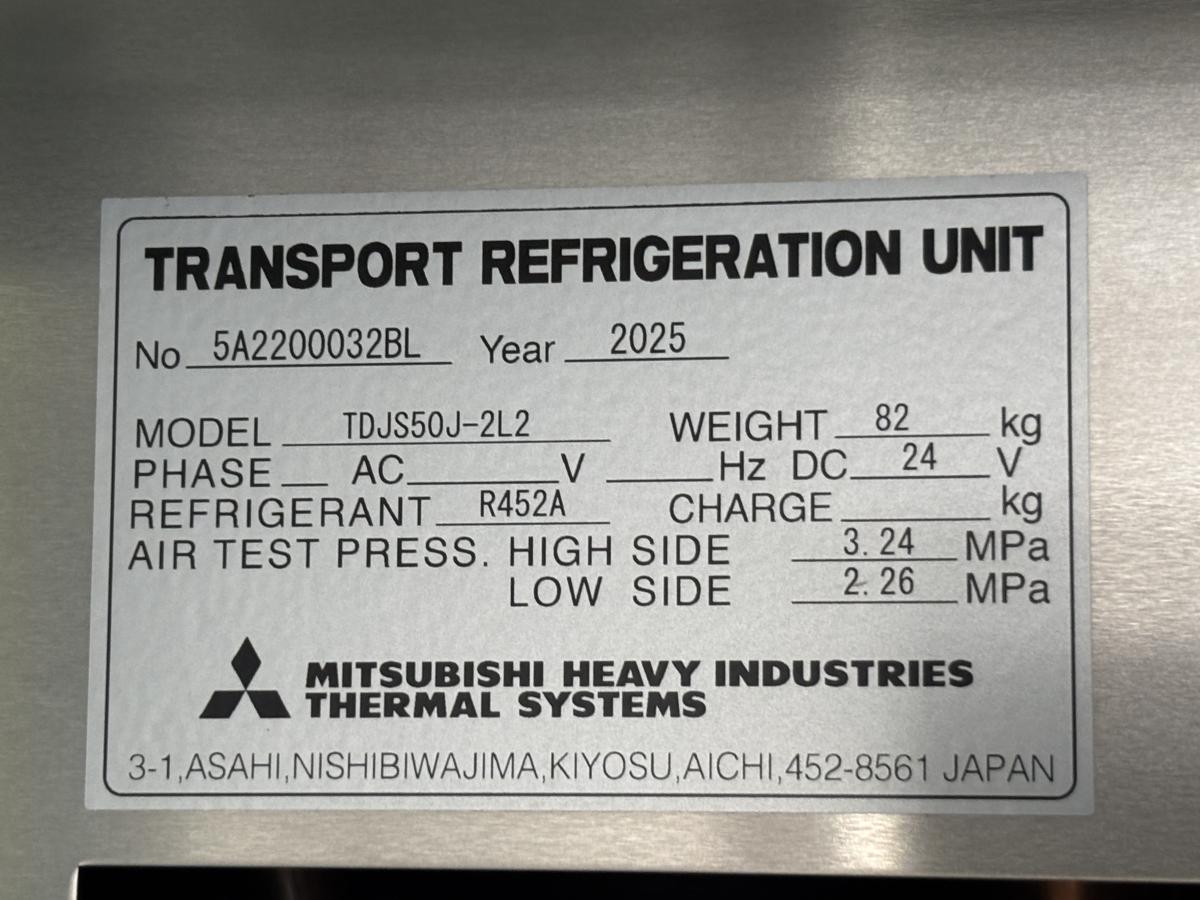 TRANSPORT REFRIGERATION UNIT
No 5A2200032BL Year 2025
MODEL TDJS50J-2L2 WEIGHT 82 kg
PHASE AC V Hz DC 24 V
REFRIGERANT R452A CHARGE kg
AIR TEST PRESS. HIGH SIDE 3.24 MPa
LOW SIDE 2.26 MPa
MITSUBISHI HEAVY INDUSTRIES
THERMAL SYSTEMS
3-1,ASAHI,NISHIBIWAJIMA,KIYOSU,AICHI,452-8561 JAPAN